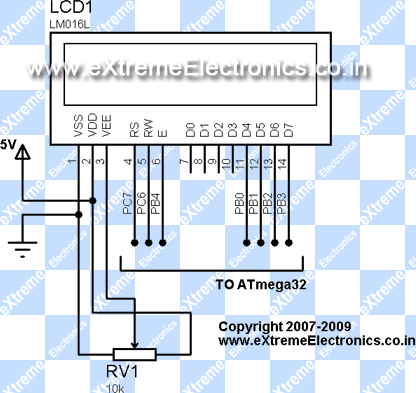 LCD1
LM016L
www.eXtremeElectronics.co.in
VSS VDD VEE RS RW E D0 D1 D2 D3 D4 D5 D6 D7
5V
1 2 3 4 5 6 7 8 9 10 11 12 13 14
PC7 PC6 PB4 PB0 PB1 PB2 PB3
TO ATmega32
Copyright 2007-2009
www.eXtremeElectronics.co.in
RV1
10k
eXtreme Electronics